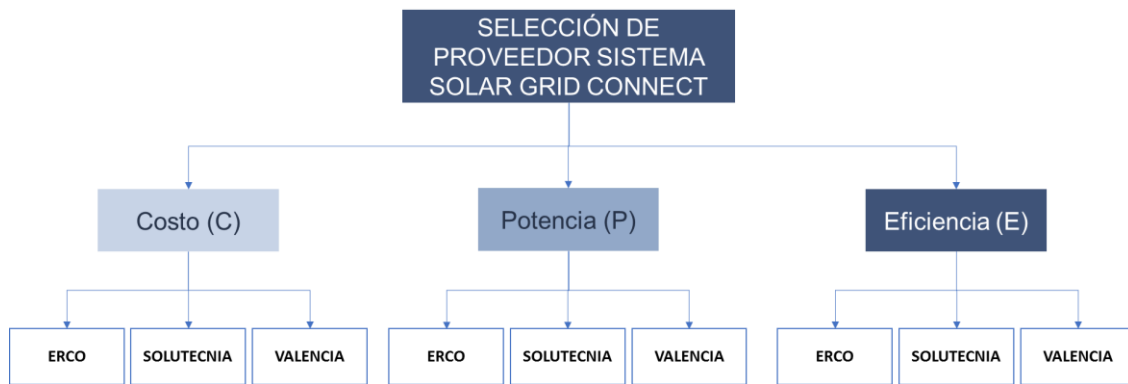 SELECCIÓN DE
PROVEEDOR SISTEMA
SOLAR GRID CONNECT
Costo (C)
Potencia (P)
Eficiencia (E)
ERCO
SOLUTECNIA
VALENCIA
ERCO
SOLUTECNIA
VALENCIA
ERCO
SOLUTECNIA
VALENCIA